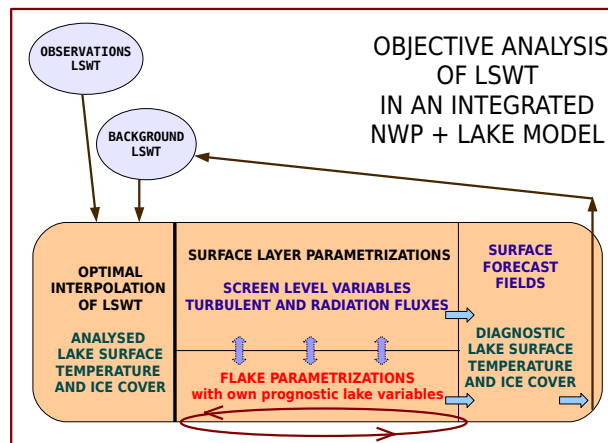 OBJECTIVE ANALYSIS
OF LSWT
IN AN INTEGRATED
NWP + LAKE MODEL
OBSERVATIONS
LSWT
BACKGROUND
LSWT
OPTIMAL
INTERPOLATION
OF LSWT
ANALYSED
LAKE SURFACE
TEMPERATURE
AND ICE COVER
SURFACE LAYER PARAMETRIZATIONS
SCREEN LEVEL VARIABLES
TURBULENT AND RADIATION FLUXES
FLAKE PARAMETRIZATIONS
with own prognostic lake variables
SURFACE
FORECAST
FIELDS
DIAGNOSTIC
LAKE SURFACE
TEMPERATURE
AND ICE COVER